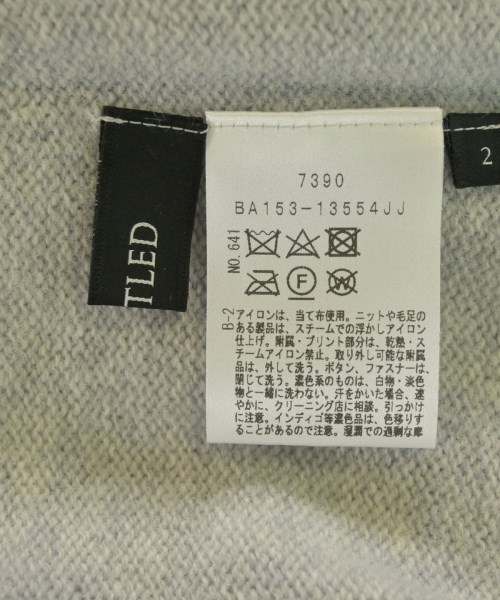 TLED
2
7390
BA153-13554JJ
NO.641
F
W
B-2
アイロンは、当て布使用。ニットや毛足の
ある製品は、スチームでの浮かしアイロン
仕上げ。附属・プリント部分は、乾熱・ス
チームアイロン禁止。取り外し可能な附属
品は、外して洗う。ボタン、ファスナーは、
閉じて洗う。濃色系のものは、白物・淡色
物と一緒に洗わない。汗をかいた場合、速
やかに、クリーニング店に相談。引っかけ
に注意。インディゴ等濃色品は、色移りす
ることがあるので注意。湿潤での過剰な摩